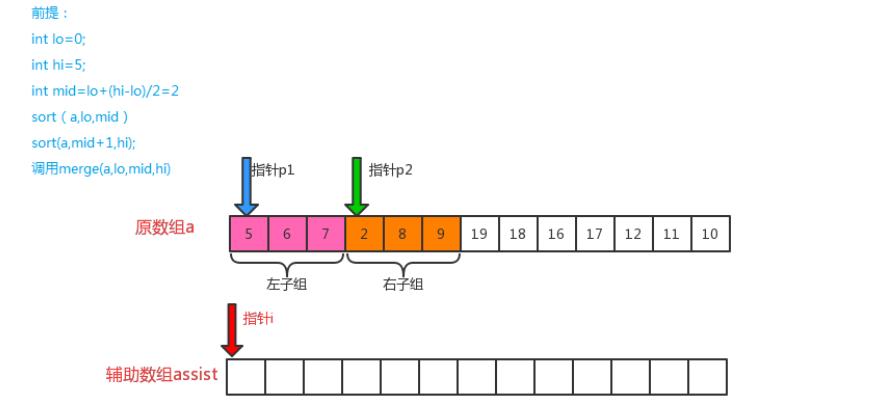 前提：
int lo=0;
int hi=5;
int mid=lo+(hi-lo)/2=2
sort（a,lo,mid）
sort(a,mid+1,hi);
调用merge(a,lo,mid,hi)
指针p1 指针p2
原数组a 5 6 7 2 8 9 19 18 16 17 12 11 10
左子组 右子组
指针i
辅助数组assist